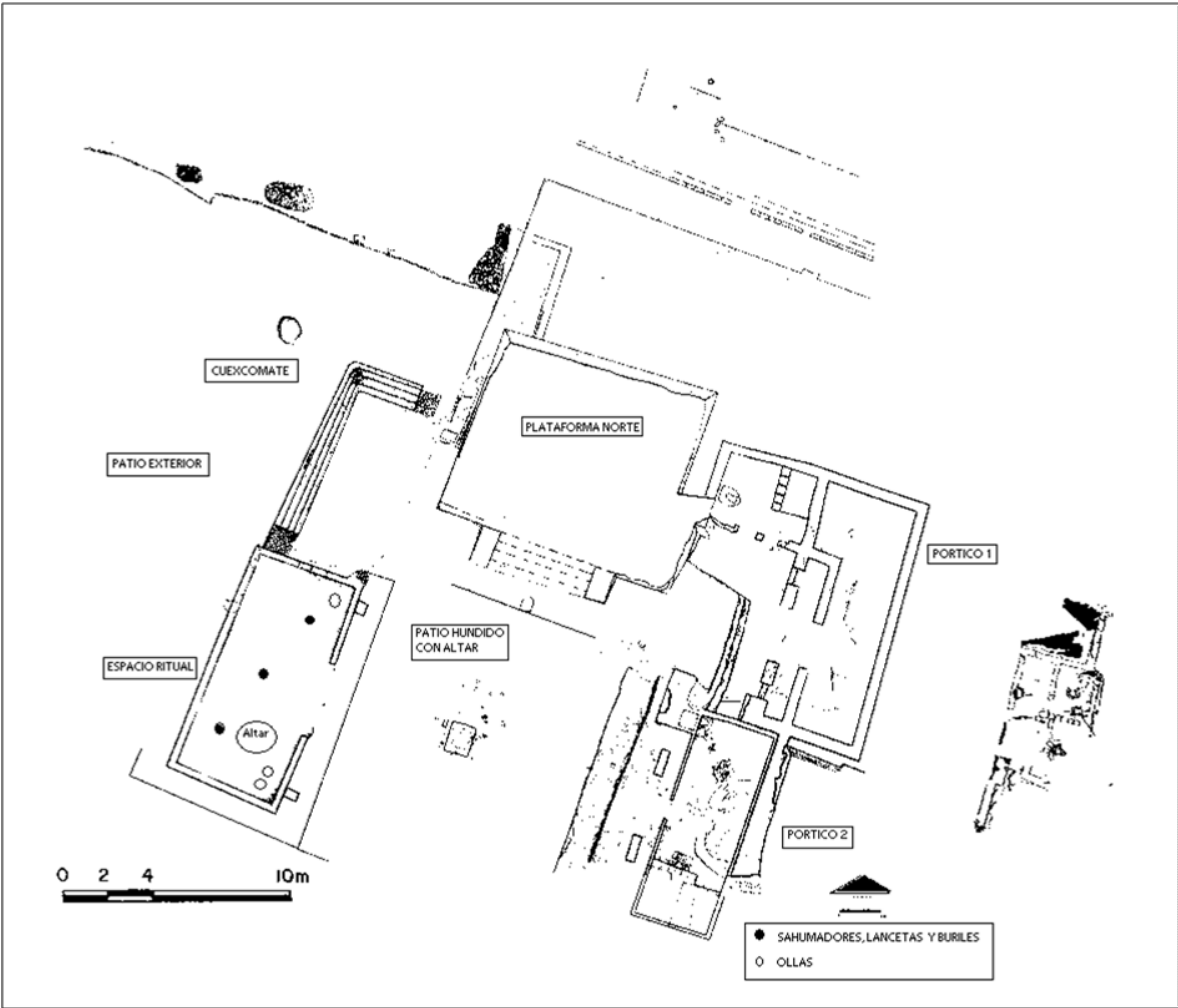 CUEXCOMATE
PLATAFORMA NORTE
PATIO EXTERIOR
PORTICO 1
PATIO HUNDIDO
CON ALTAR
ESPACIO RITUAL
Altar
PORTICO 2
0 2 4 10m
SAHUMADORES, LANCETAS Y BURILES
OLLAS